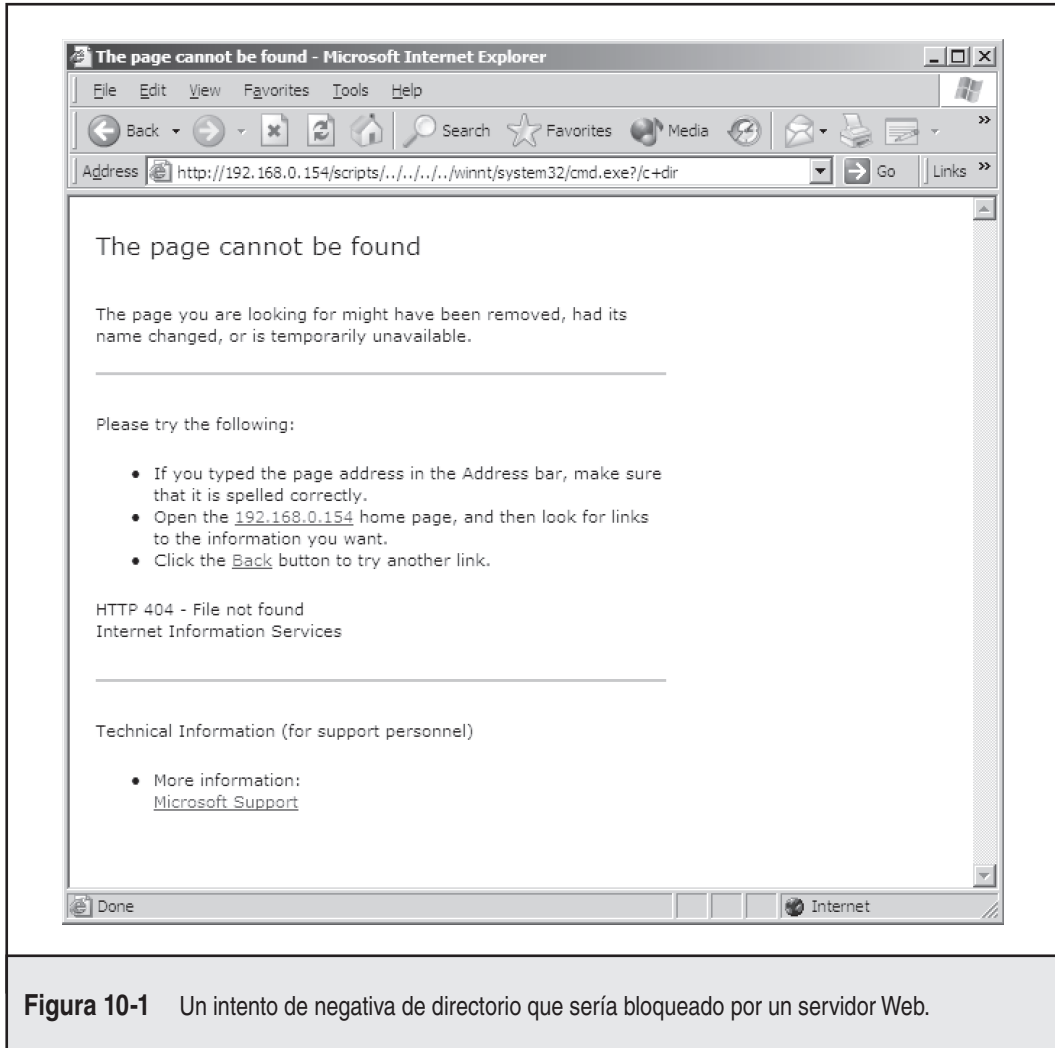 The page cannot be found - Microsoft Internet Explorer
File Edit View Favorites Tools Help
Back Search Favorites Media »
Address http://192.168.0.154/scripts/../../../../winnt/system32/cmd.exe?/c+dir Go Links »
The page cannot be found
The page you are looking for might have been removed, had its
name changed, or is temporarily unavailable.
Please try the following:
• If you typed the page address in the Address bar, make sure
that it is spelled correctly.
• Open the 192.168.0.154 home page, and then look for links
to the information you want.
• Click the Back button to try another link.
HTTP 404 - File not found
Internet Information Services
Technical Information (for support personnel)
• More information:
Microsoft Support
Done Internet
Figura 10-1 Un intento de negativa de directorio que sería bloqueado por un servidor Web.